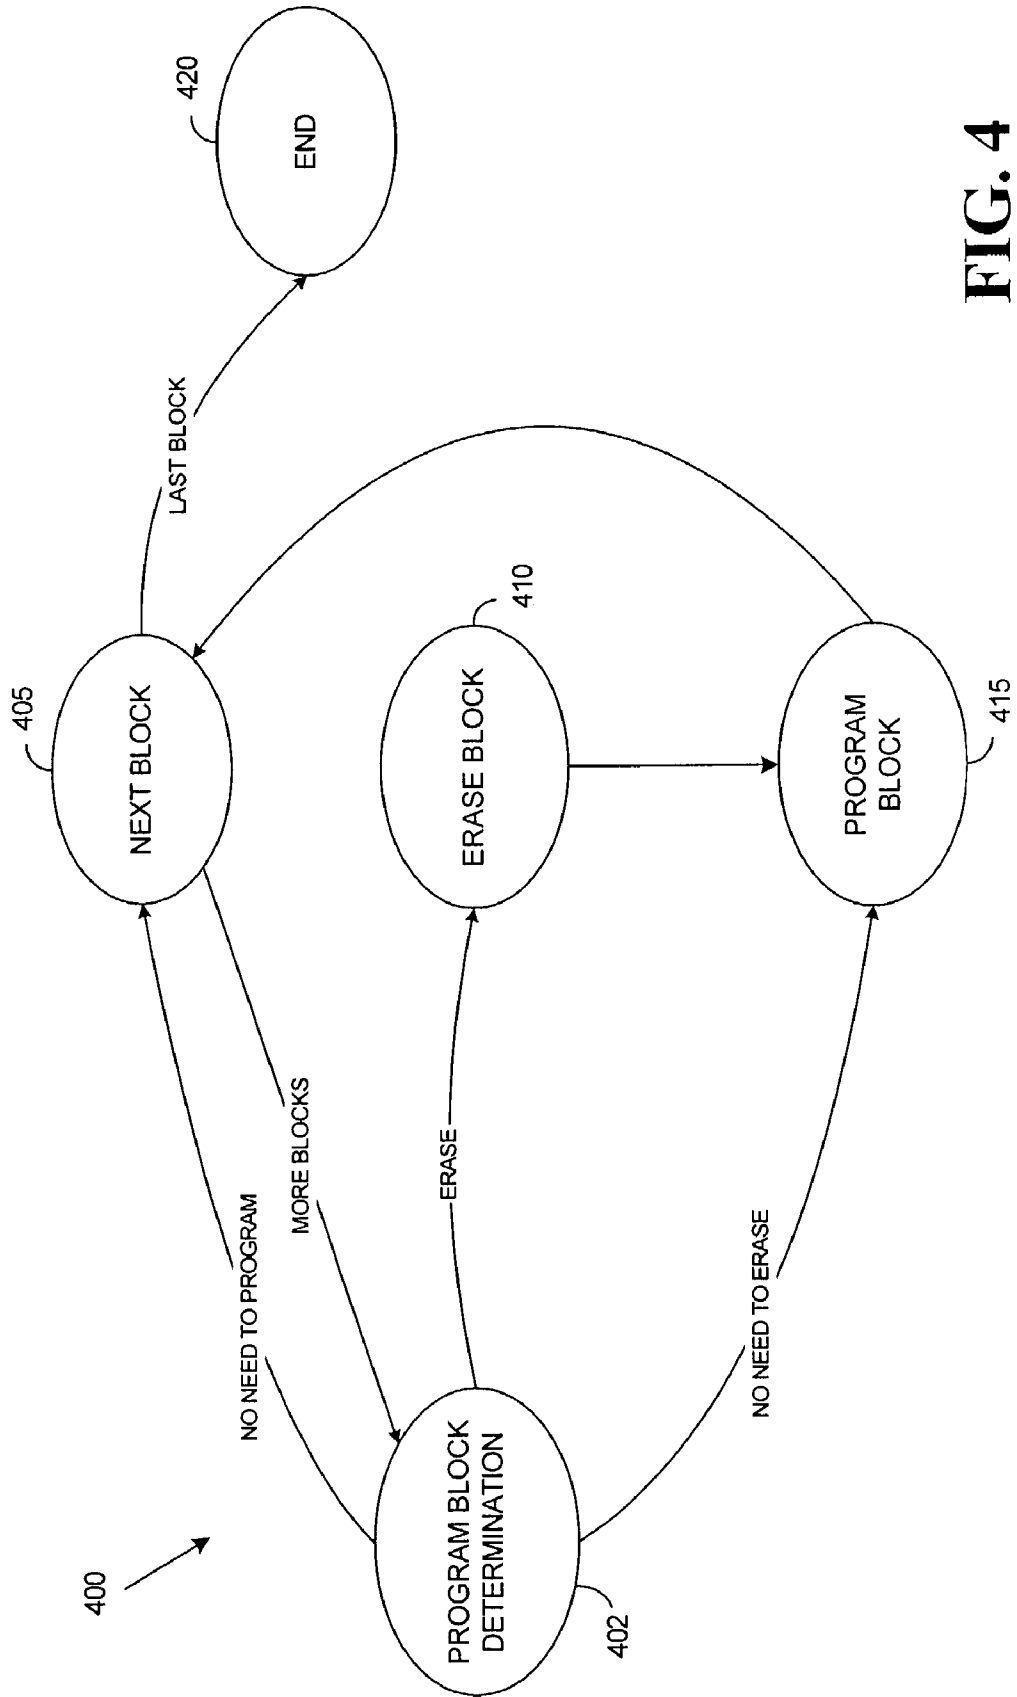 400
405
NEXT BLOCK
LAST BLOCK
420
END
NO NEED TO PROGRAM
MORE BLOCKS
PROGRAM BLOCK
DETERMINATION
402
ERASE
ERASE BLOCK
410
NO NEED TO ERASE
PROGRAM
BLOCK
415
FIG. 4